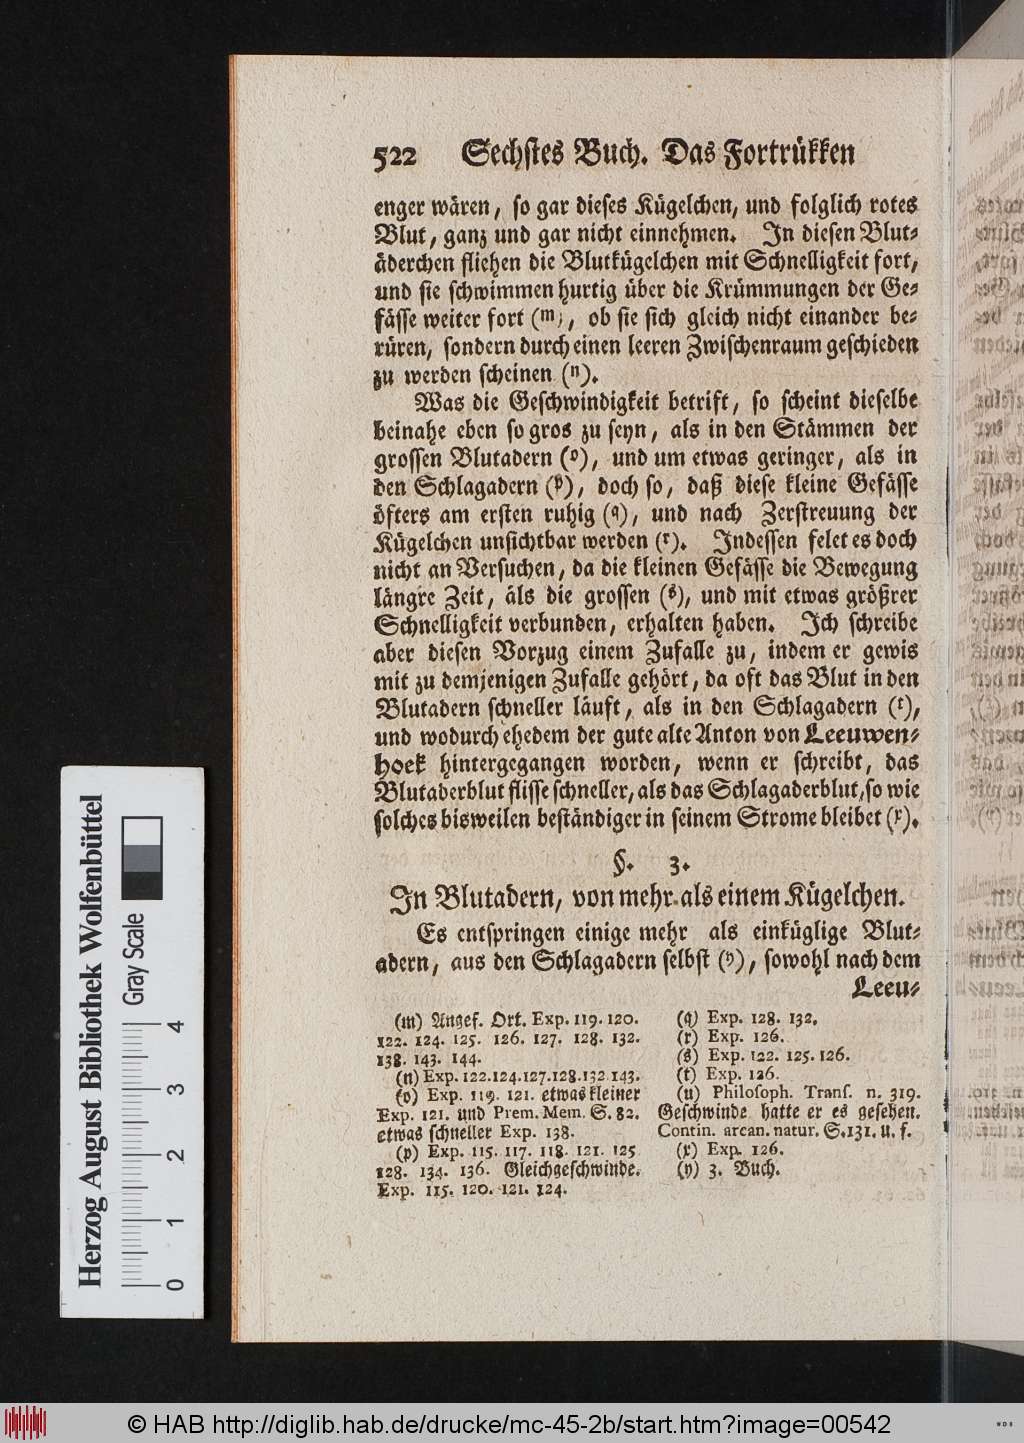 522 Sechstes Buch. Das Fortrükken
enger wären, so gar dieses Kügelchen, und folglich rotes
Blut, ganz und gar nicht einnehmen. In diesen Blut-
äderchen fliehen die Blutkügelchen mit Schnelligkeit fort,
und sie schwimmen hurtig über die Krümmungen der Ge-
fässe weiter fort (m), ob sie sich gleich nicht einander be-
rüren, sondern durch einen leeren Zwischenraum geschieden
zu werden scheinen (n).
Was die Geschwindigkeit betrift, so scheint dieselbe
beinahe eben so gros zu seyn, als in den Stämmen der
grossen Blutadern (o), und um etwas geringer, als in
den Schlagadern (p), doch so, daß diese kleine Gefässe
öfters am ersten ruhig (q), und nach Zerstreuung der
Kügelchen unsichtbar werden (r). Indessen felet es doch
nicht an Versuchen, da die kleinen Gefässe die Bewegung
längre Zeit, äls die grossen (s), und mit etwas größrer
Schnelligkeit verbunden, erhalten haben. Ich schreibe
aber diesen Vorzug einem Zufalle zu, indem er gewis
mit zu demjenigen Zufalle gehört, da oft das Blut in den
Blutadern schneller läuft, als in den Schlagadern (t),
und wodurch ehedem der gute alte Anton von Leeuwen-
hoek hintergegangen worden, wenn er schreibt, das
Blutaderblut flisse schneller, als das Schlagaderblut, so wie
solches bisweilen beständiger in seinem Strome bleibet (x).
§. 3.
In Blutadern, von mehr als einem Kügelchen.
Es entspringen einige mehr als einküglige Blut-
adern, aus den Schlagadern selbst (y), sowohl nach dem
Leeu-
(m) Anges. Ort. Exp. 119. 120.
122. 124. 125. 126. 127. 128. 132.
138. 143. 144.
(n) Exp. 122. 124. 127. 128. 132. 143.
(o) Exp. 119. 121. etwas kleiner
Exp. 121. und Prem. Mem. S. 82.
etwas schneller Exp. 138.
(p) Exp. 115. 117. 118. 121. 125
128. 134. 136. Gleichgeschwinde.
Exp. 115. 120. 121. 124.
(q) Exp. 128. 132.
(r) Exp. 126.
(s) Exp. 122. 125. 126.
(t) Exp. 126.
(u) Philosoph. Trans. n. 319.
Geschwinde hatte er es gesehen.
Contin. arcan. natur. S. 131. u. f.
(x) Exp. 126.
(y) 3. Buch.
Herzog August Bibliothek Wolfenbüttel
Gray Scale
0 1 2 3 4
© HAB http://diglib.hab.de/drucke/mc-45-2b/start.htm?image=00542